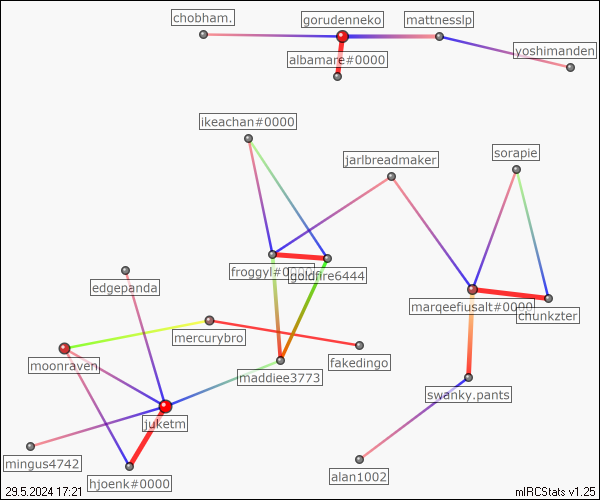 chobham.
gorudenneko
mattnesslp
yoshimanden
albamare#0000
ikeachan#0000
jarlbreadmaker
sorapie
froggyl#0000
goldfire6444
edgepanda
marqeefiusalt#0000
chunkzter
mercurybro
moonraven
fakedingo
maddiee3773
swanky.pants
juketm
mingus4742
hjoenk#0000
alan1002
29.5.2024 17:21
mIRCStats v1.25